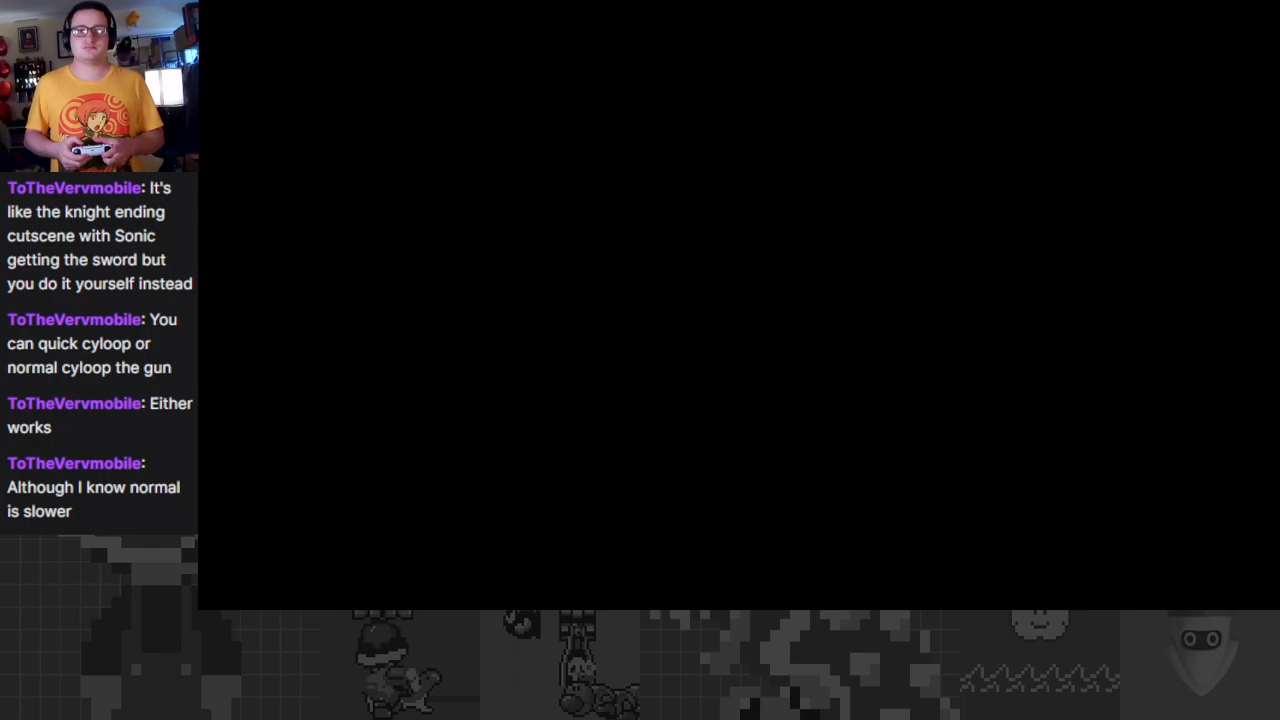 ToTheVervmobile: It's
like the knight ending
cutscene with Sonic
getting the sword but
you do it yourself instead
ToTheVervmobile: You
can quick cyloop or
normal cyloop the gun
ToTheVervmobile: Either
works
ToTheVervmobile:
Although I know normal
is slower